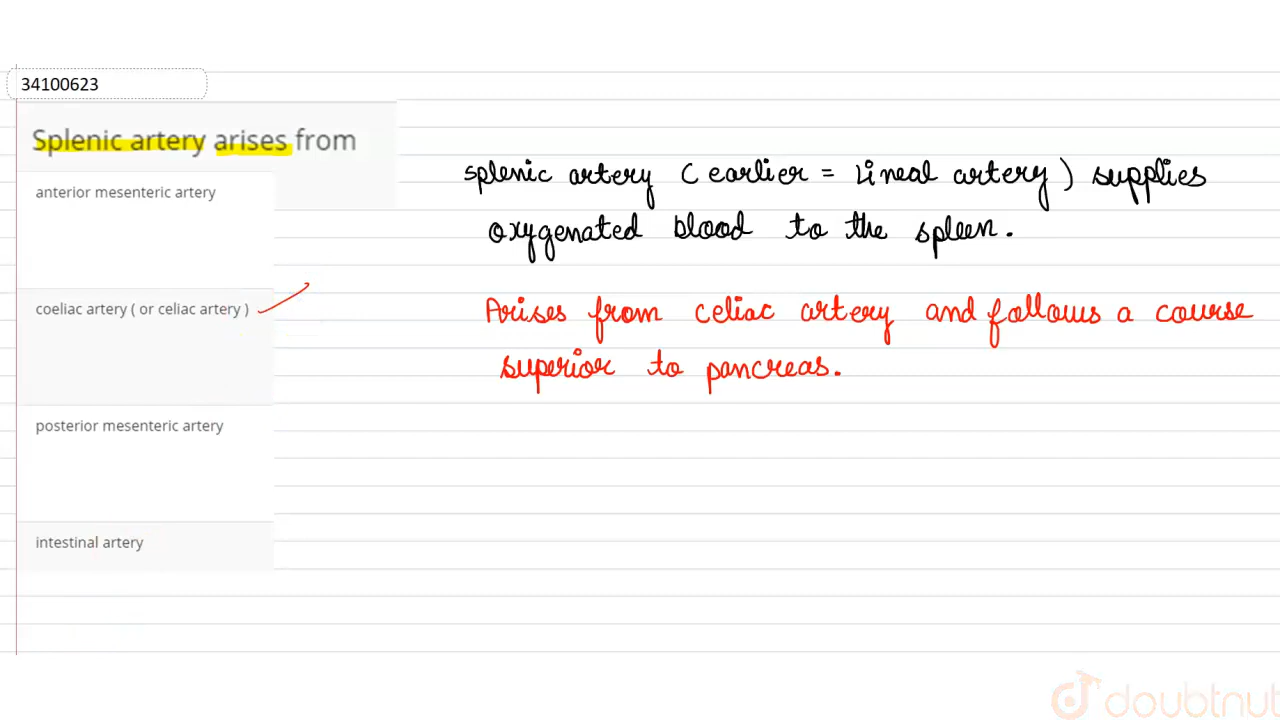 34100623
Splenic artery arises from
anterior mesenteric artery
coeliac artery ( or celiac artery )
posterior mesenteric artery
intestinal artery
splenic artery ( earlier = Lineal artery ) supplies
oxygenated blood to the spleen.
Arises from celiac artery and follows a course
superior to pancreas.
doubtnut